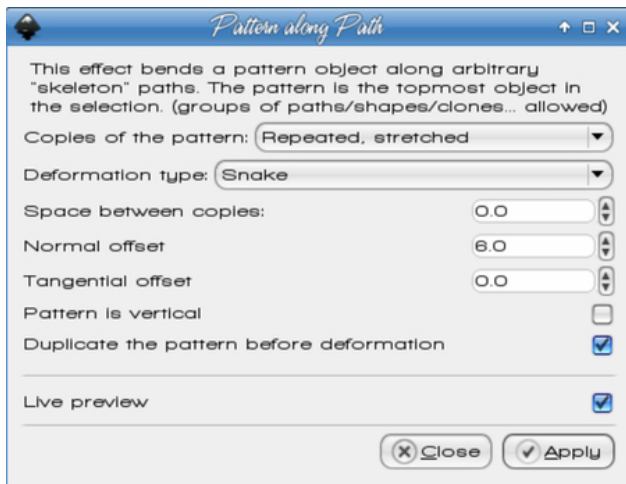 Pattern along Path
This effect bends a pattern object along arbitrary
"skeleton" paths. The pattern is the topmost object in
the selection. (groups of paths/shapes/clones... allowed)
Copies of the pattern: Repeated, stretched
Deformation type: Snake
Space between copies: 0.0
Normal offset 6.0
Tangential offset 0.0
Pattern is vertical
Duplicate the pattern before deformation
Live preview
Close Apply